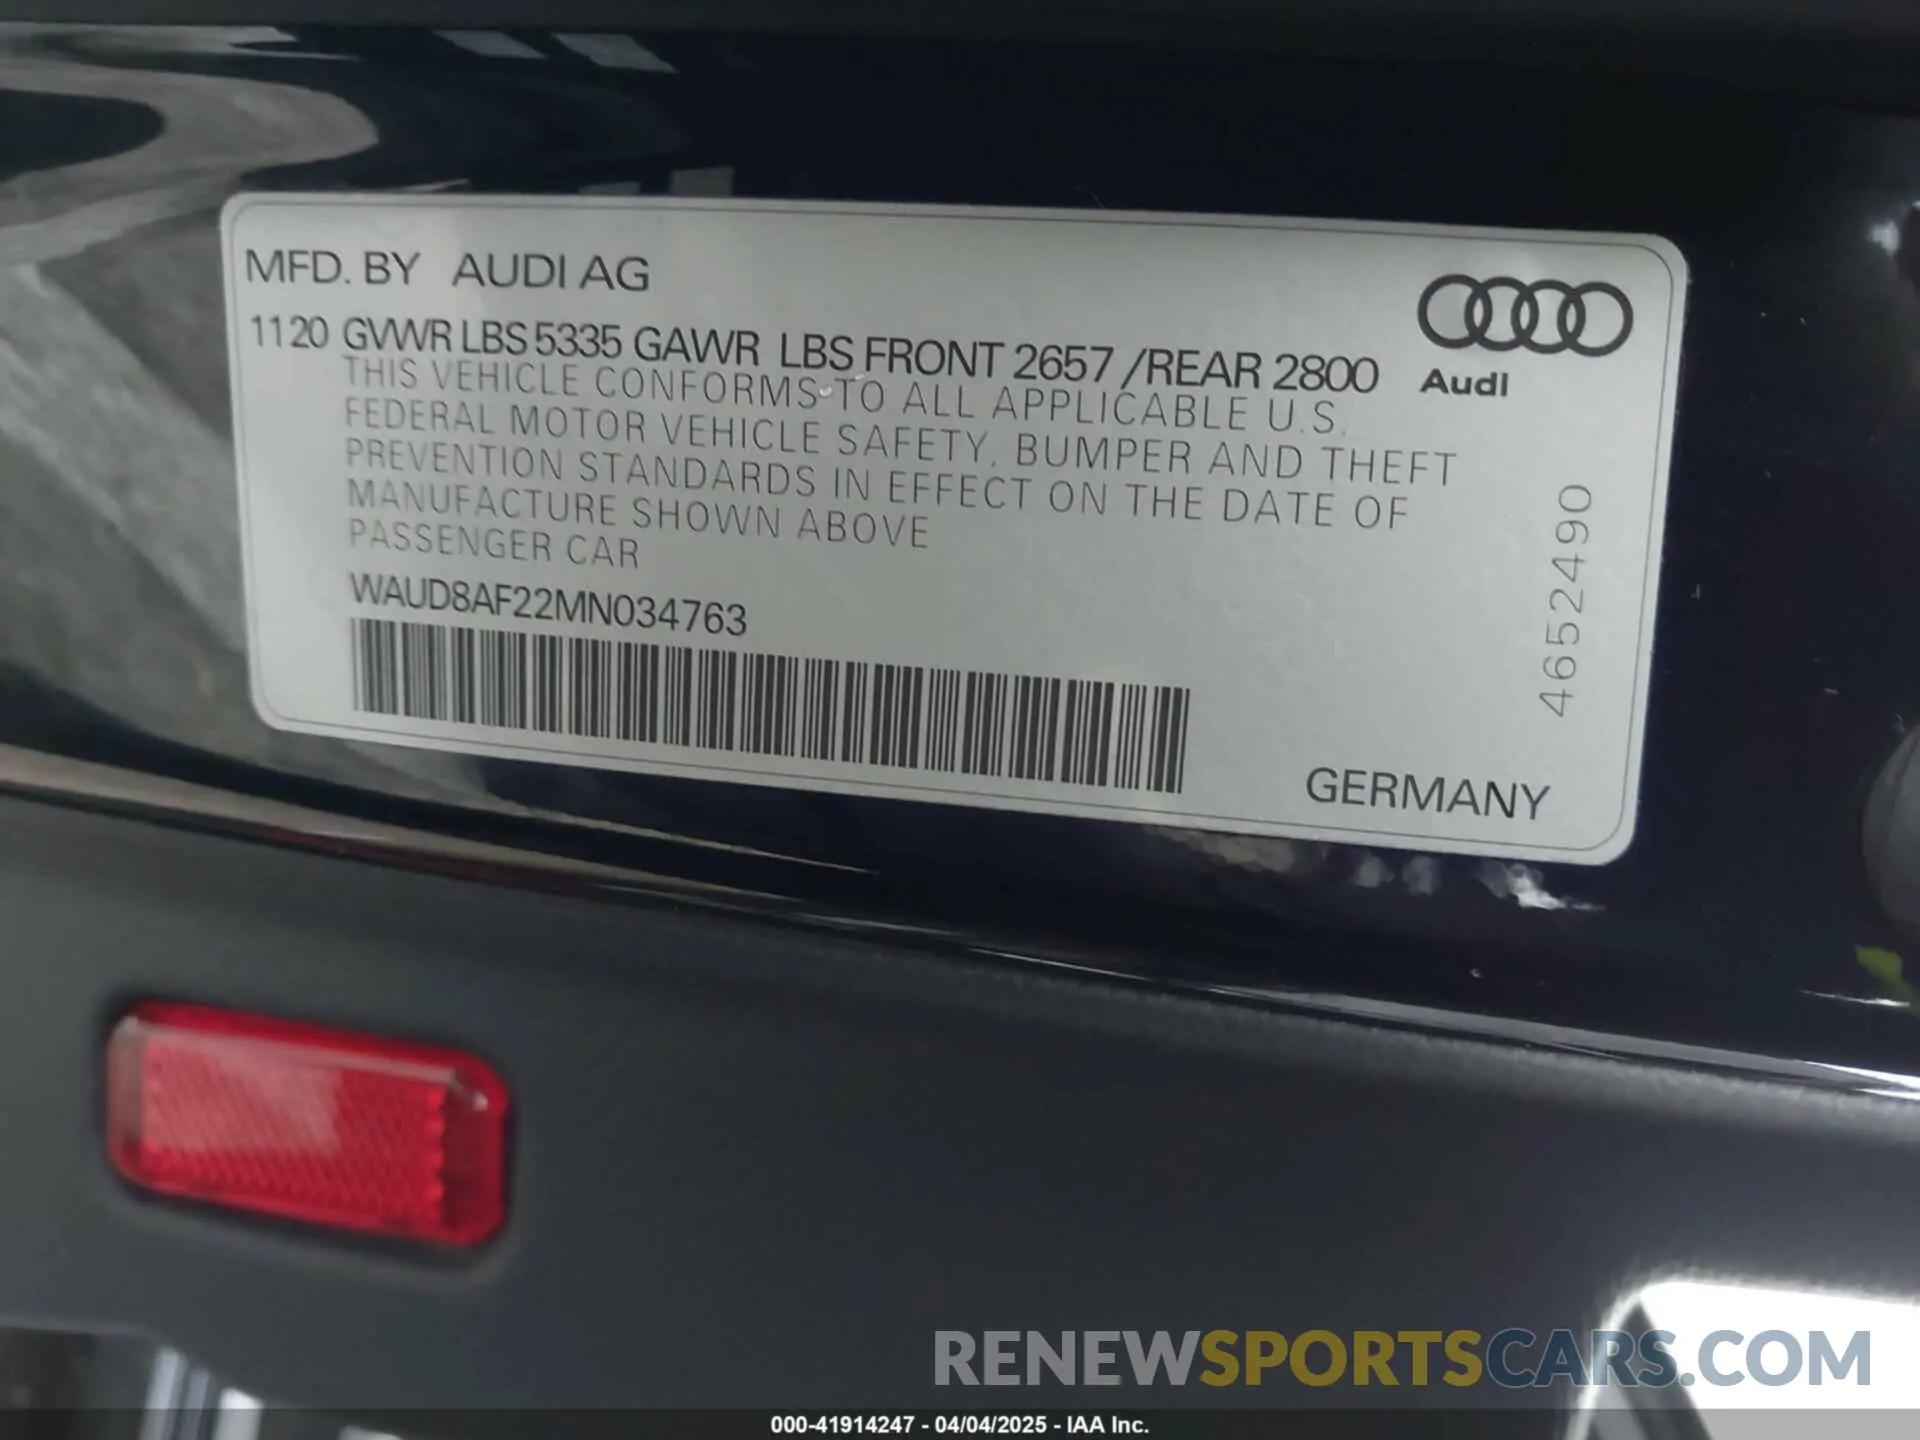 MFD. BY AUDI AG
1120 GVWR LBS 5335 GAWR LBS FRONT 2657 /REAR 2800
Audi
THIS VEHICLE CONFORMS TO ALL APPLICABLE U.S.
FEDERAL MOTOR VEHICLE SAFETY, BUMPER AND THEFT
PREVENTION STANDARDS IN EFFECT ON THE DATE OF
MANUFACTURE SHOWN ABOVE
PASSENGER CAR
WAUD8AF22MN034763
4652490
GERMANY
RENEWSPORTSCARS.COM
000-41914247 - 04/04/2025 - IAA Inc.